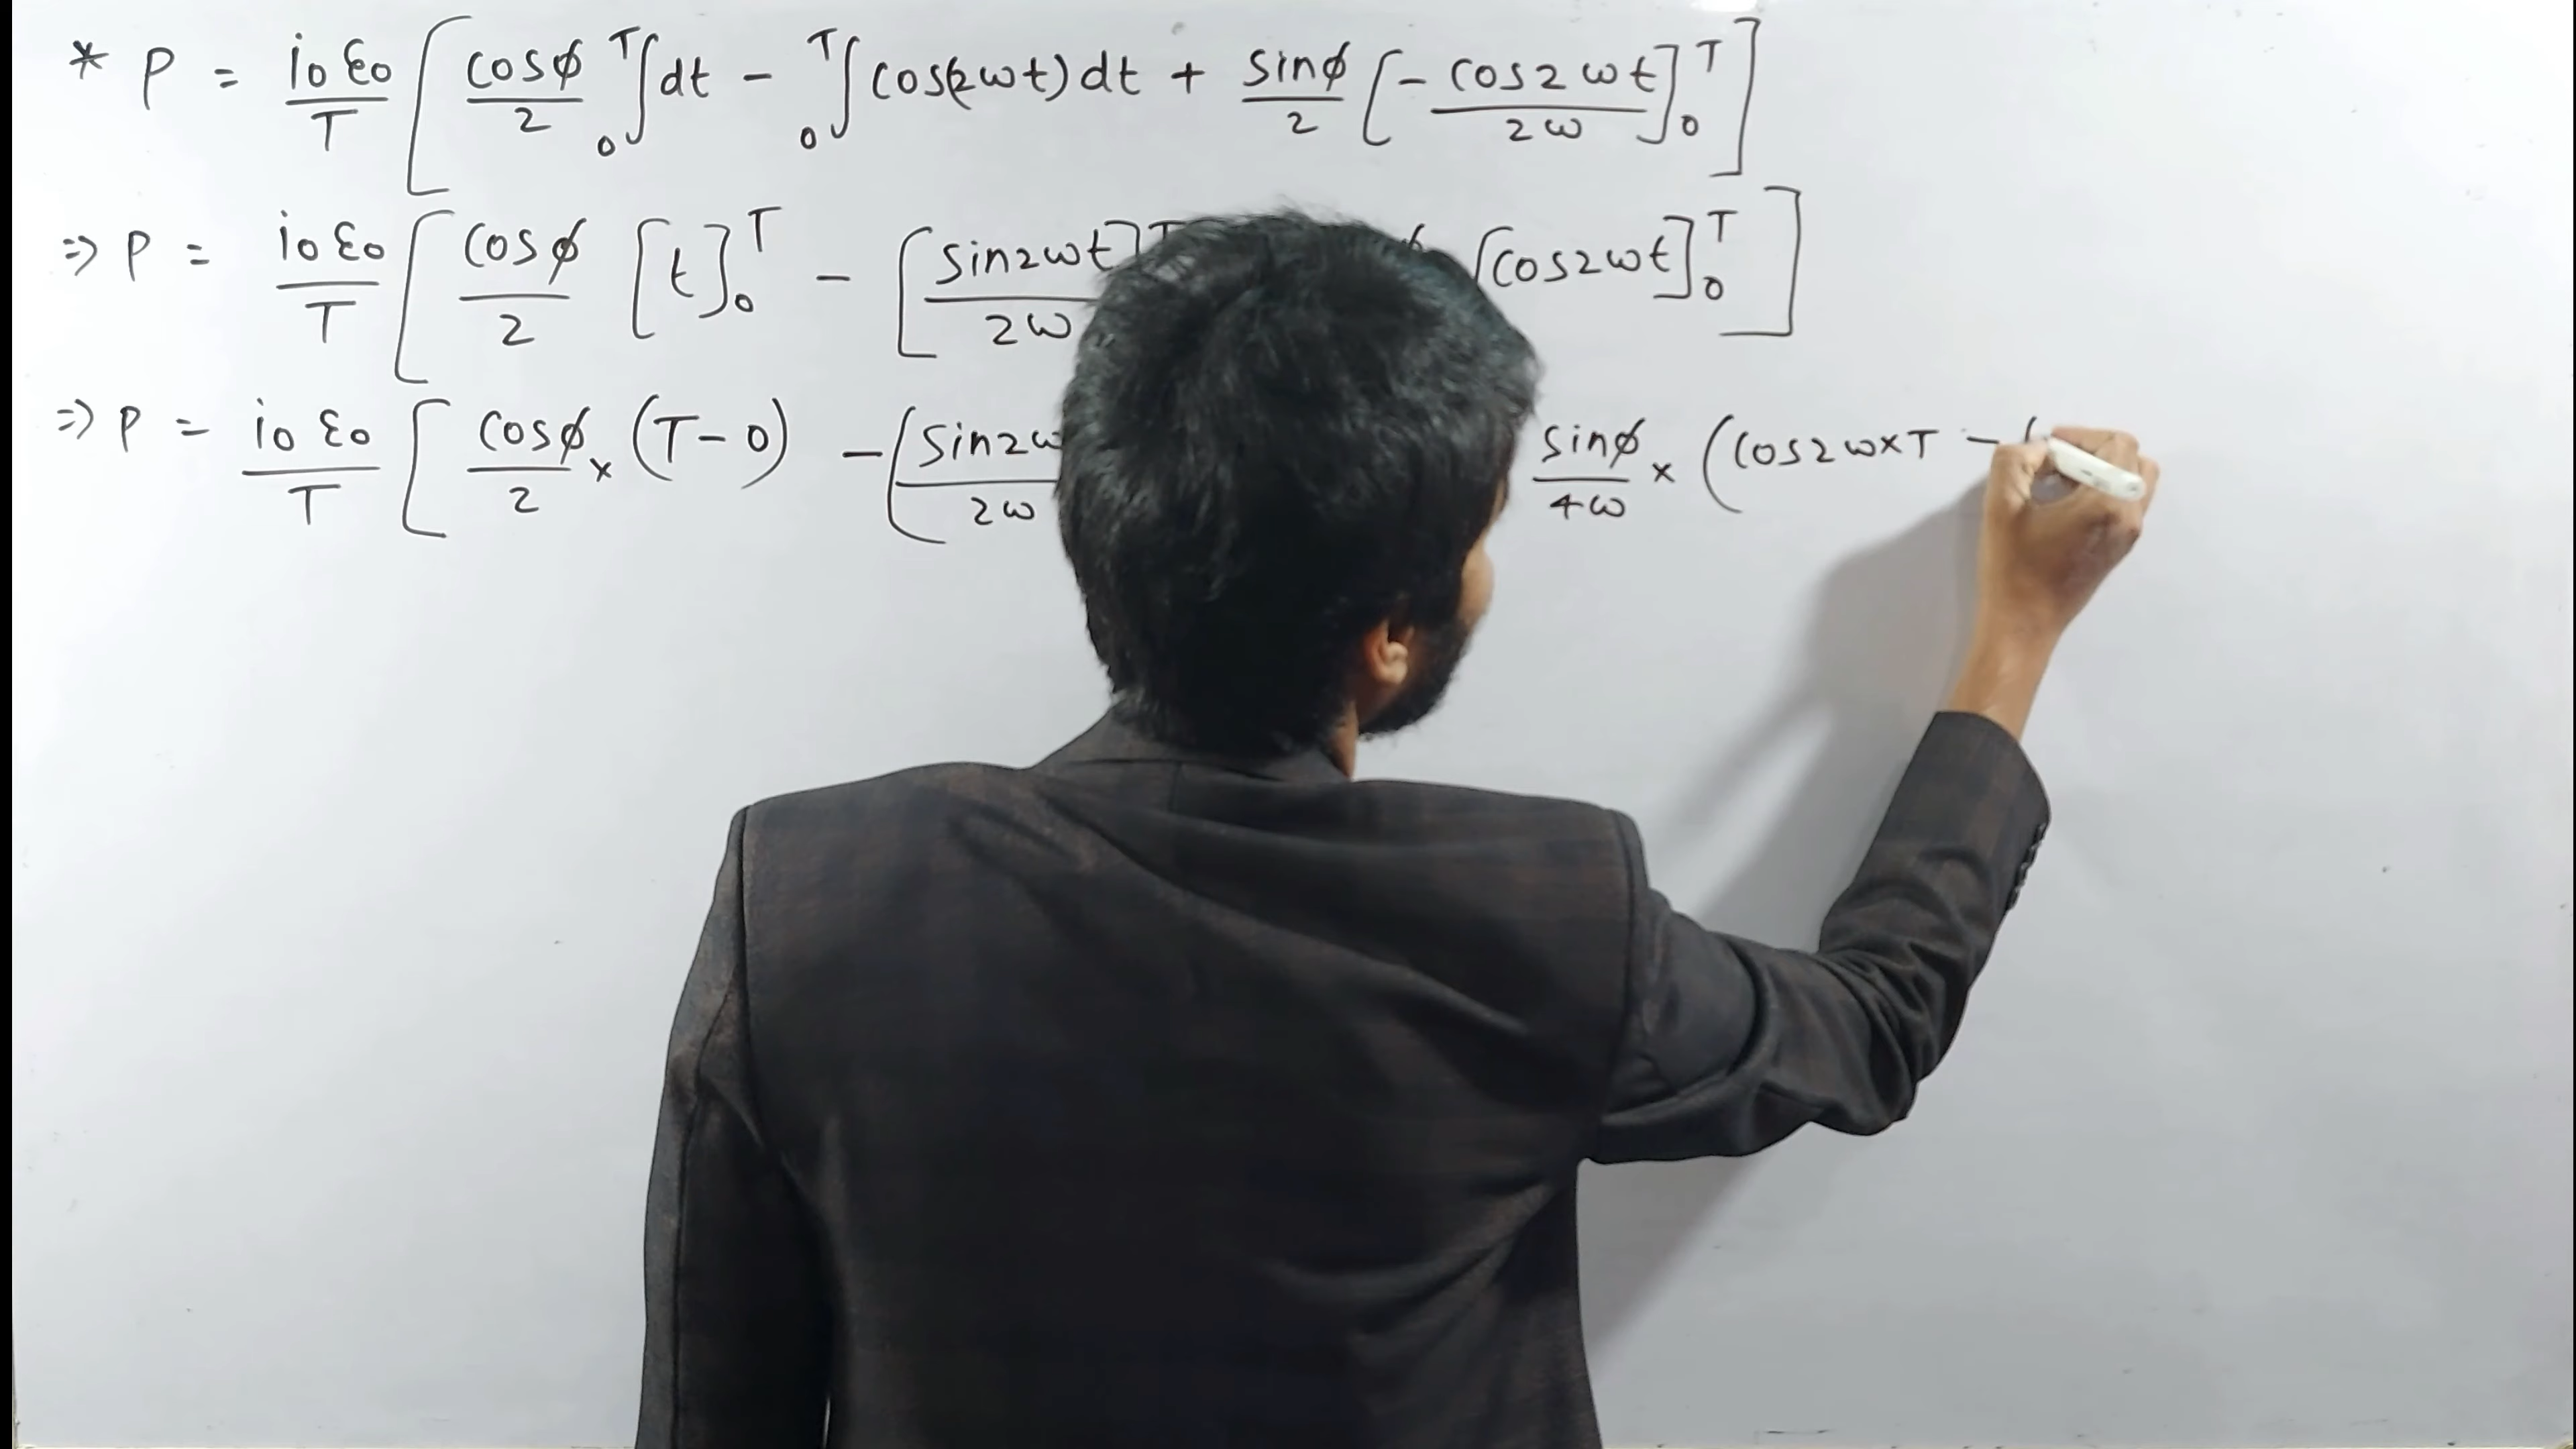 * P = i₀ε₀/T [ cosφ/2 ₀ᵀ∫dt - ₀ᵀ∫cos(2ωt)dt + sinφ/2 [- cos2ωt/2ω]₀ᵀ ]
⇒ P = i₀ε₀/T [ cosφ/2 [t]₀ᵀ - [sin2ωt/2ω]ᵀ φ [cos2ωt]₀ᵀ ]
⇒ P = i₀ε₀/T [ cosφ/2 × (T-0) -(sin2ω/2ω sinφ/4ω × (cos2ω×T -